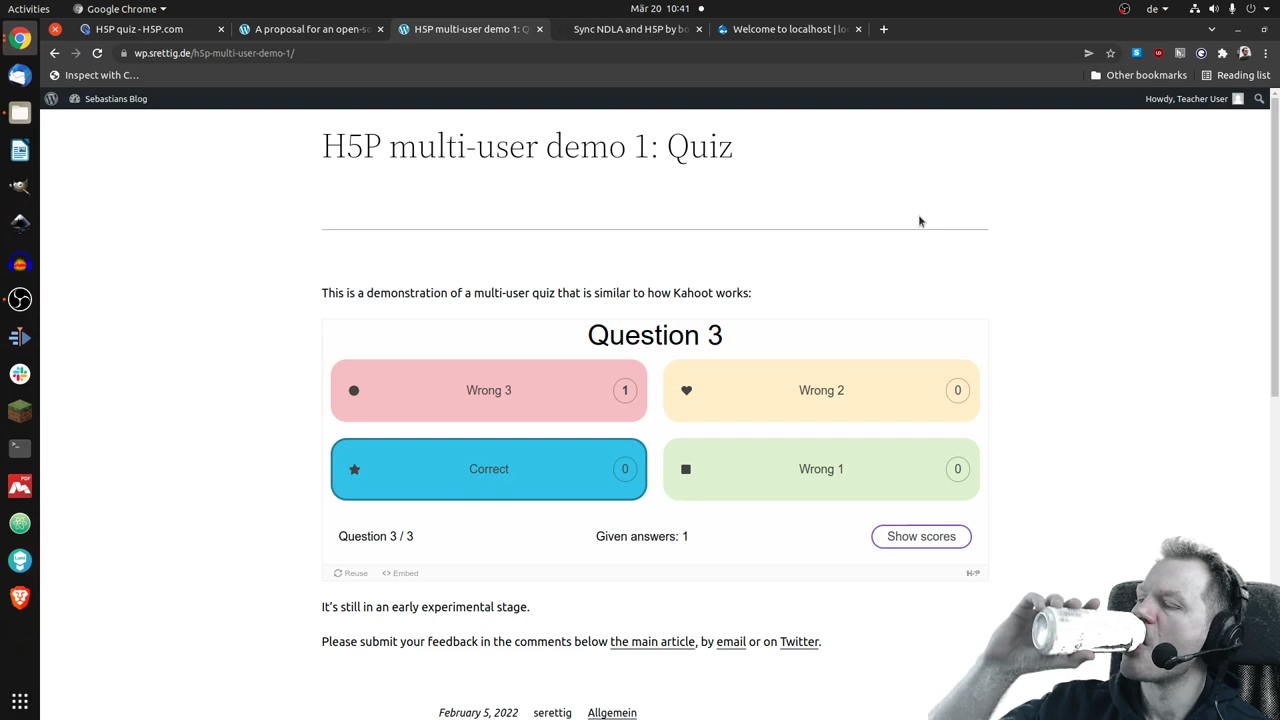 Activities
Google Chrome
Mär 20 10:41
de
H5P quiz - H5P.com
A proposal for an open-so
H5P multi-user demo 1: Q
Sync NDLA and H5P by bo
Welcome to localhost | loc
wp.srettig.de/h5p-multi-user-demo-1/
Inspect with C…
Other bookmarks
Reading list
Sebastians Blog
Howdy, Teacher User
H5P multi-user demo 1: Quiz
This is a demonstration of a multi-user quiz that is similar to how Kahoot works:
Question 3
Wrong 3
1
Wrong 2
0
Correct
0
Wrong 1
0
Question 3 / 3
Given answers: 1
Show scores
Reuse
<> Embed
H5P
It's still in an early experimental stage.
Please submit your feedback in the comments below the main article, by email or on Twitter.
February 5, 2022
serettig
Allgemein